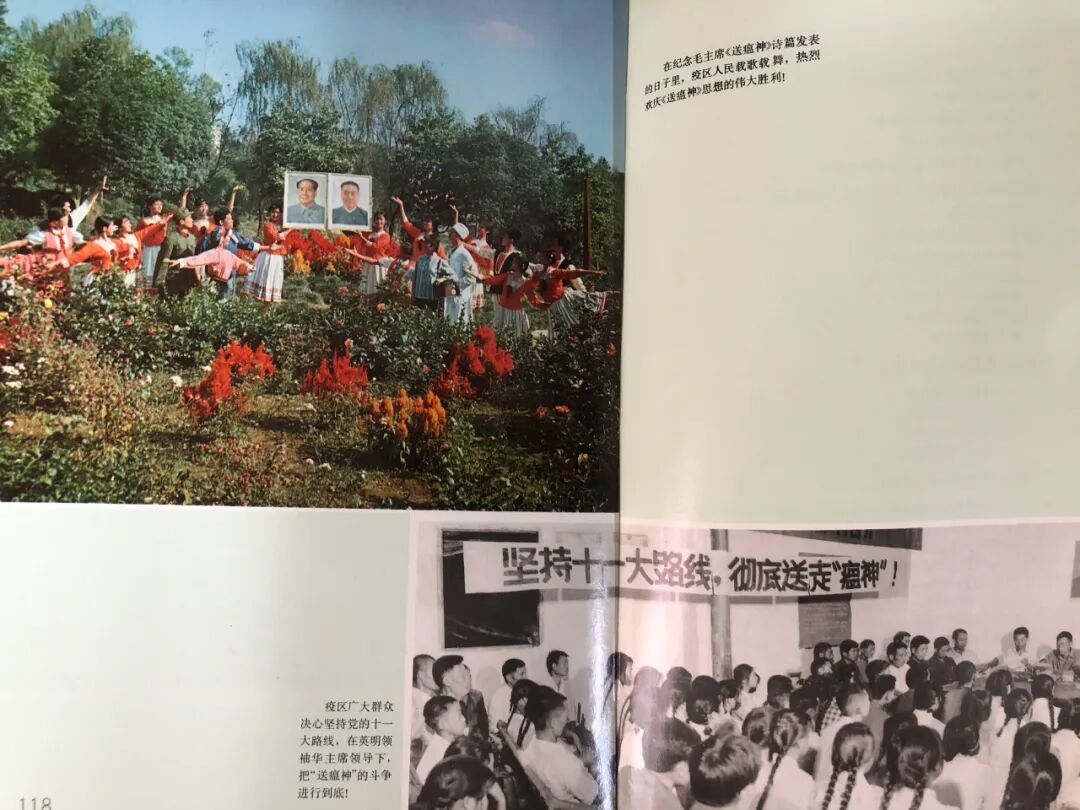 在纪念毛主席《送瘟神》诗篇发表
的日子里,疫区人民载歌载舞,热烈
欢庆《送瘟神》思想的伟大胜利!
坚持十一大路线,彻底送走“瘟神”!
疫区广大群众
决心坚持党的十一
大路线,在英明领
袖华主席领导下,
把“送瘟神”的斗争
进行到底!
118